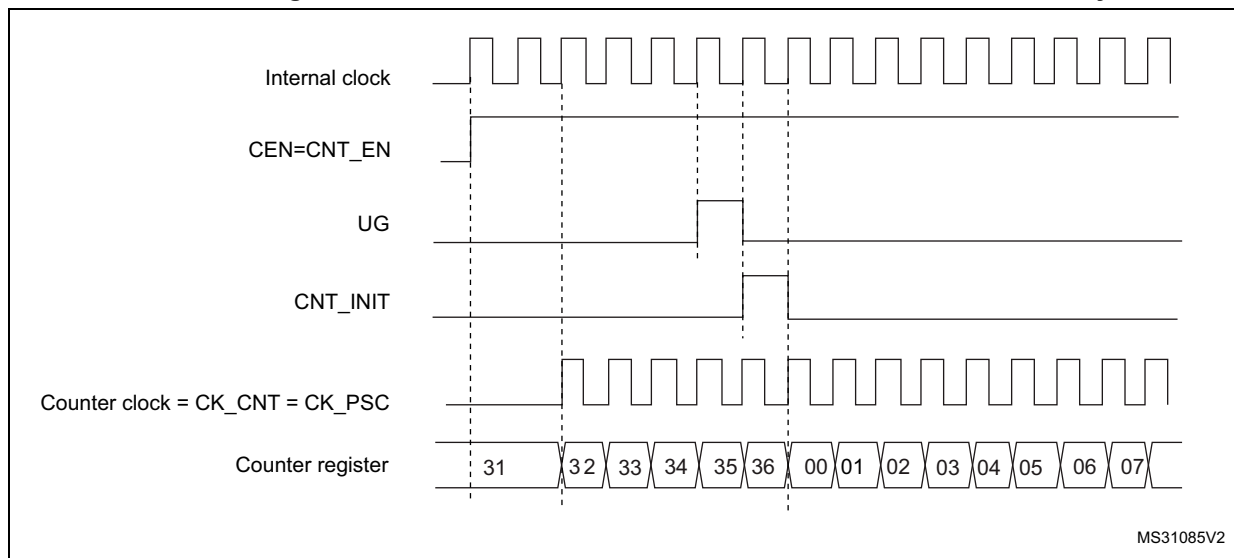 Internal clock
CEN=CNT_EN
UG
CNT_INIT
Counter clock = CK_CNT = CK_PSC
Counter register 31 32 33 34 35 36 00 01 02 03 04 05 06 07
MS31085V2